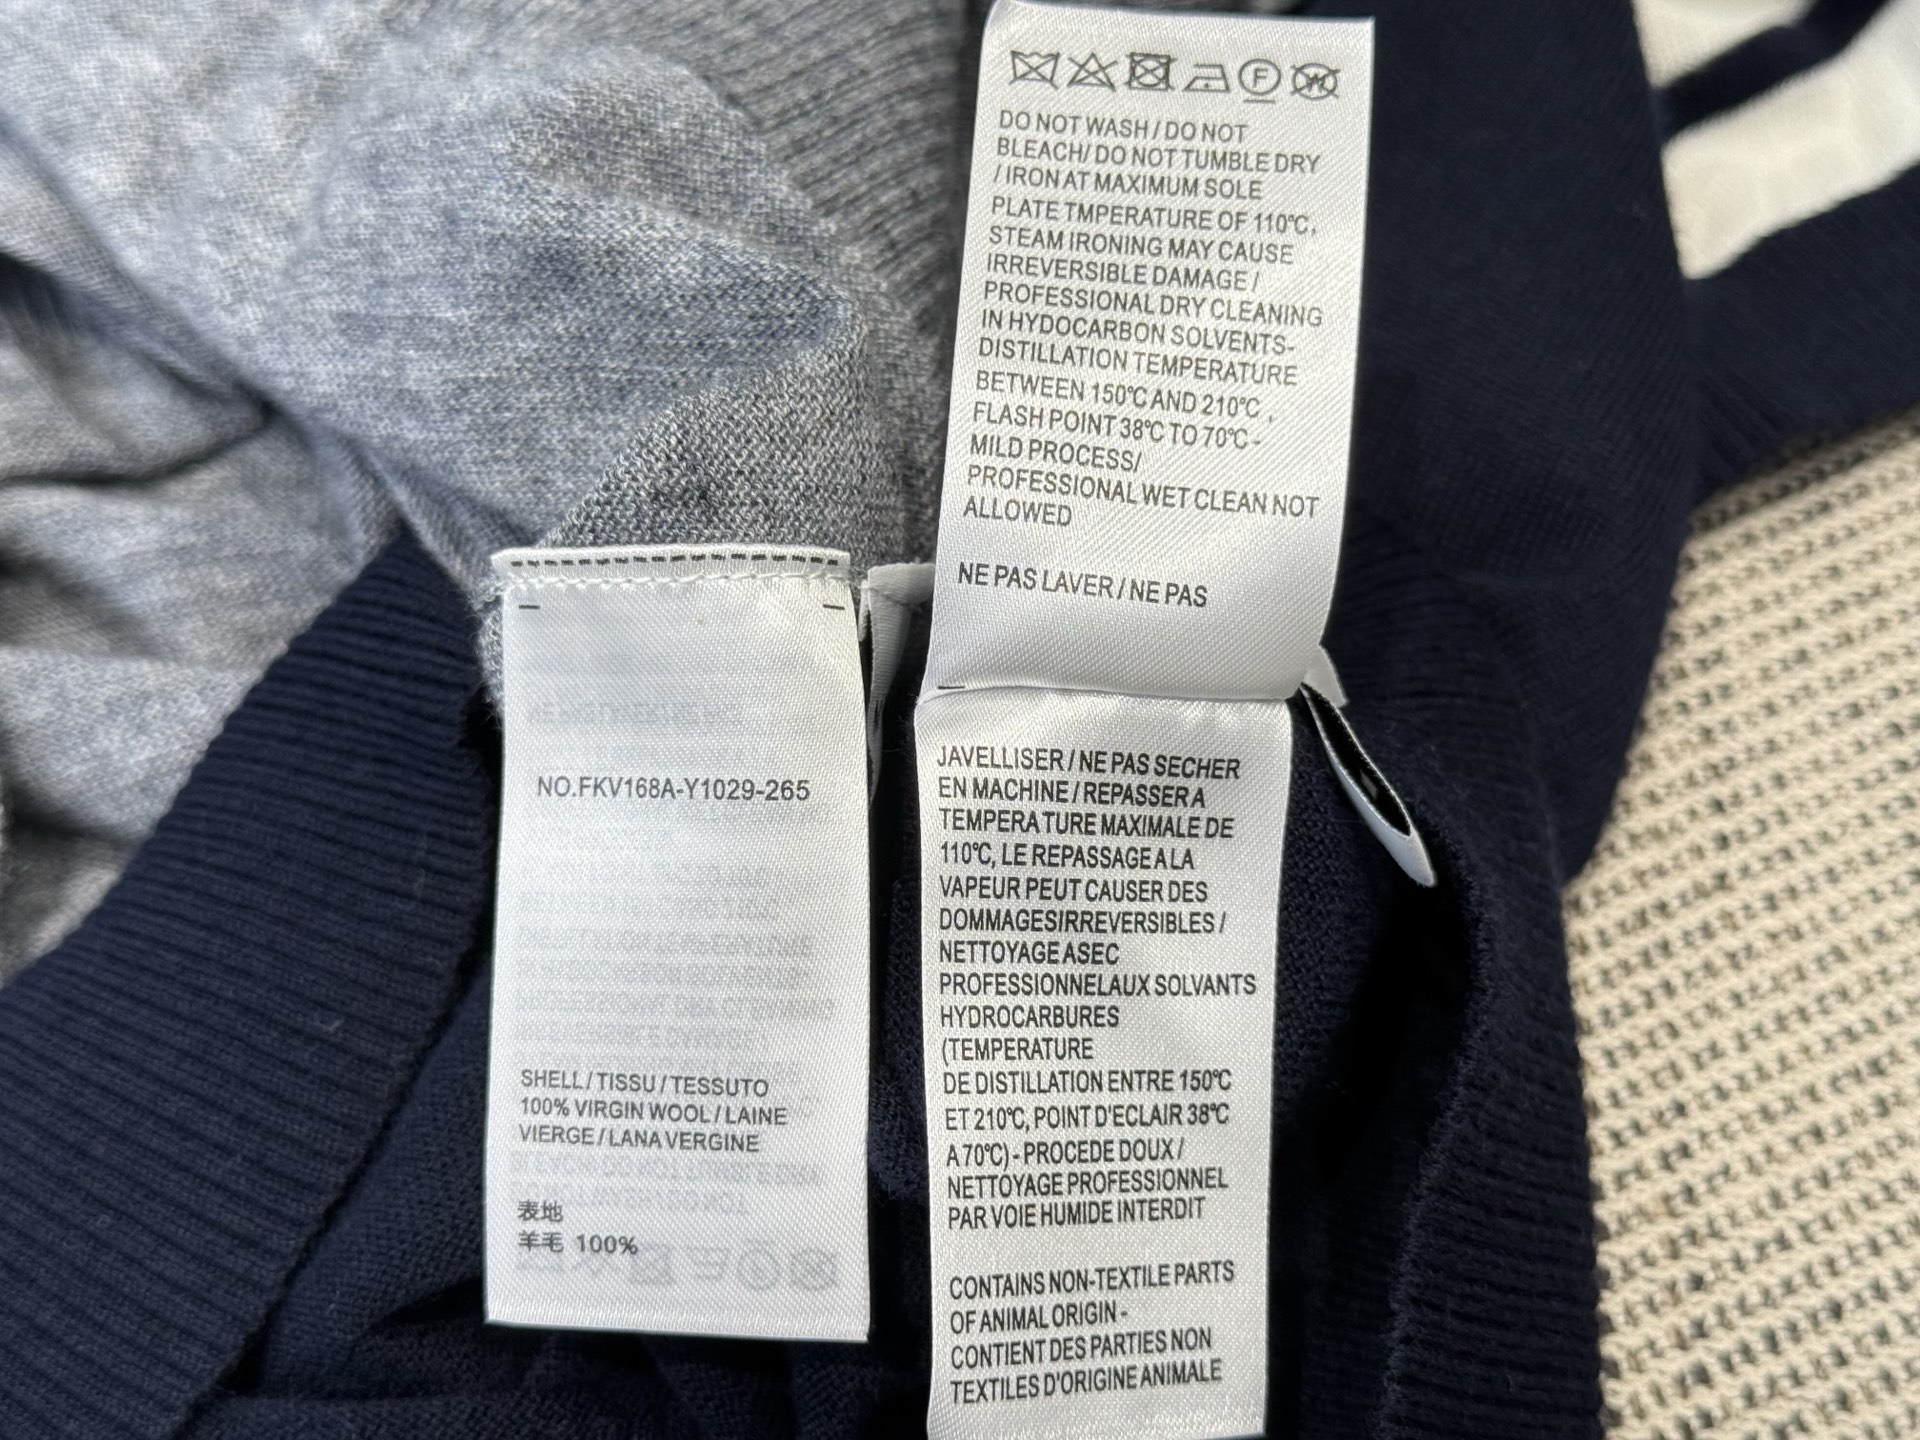 F
W
DO NOT WASH / DO NOT
BLEACH/ DO NOT TUMBLE DRY
/ IRON AT MAXIMUM SOLE
PLATE TMPERATURE OF 110℃,
STEAM IRONING MAY CAUSE
IRREVERSIBLE DAMAGE /
PROFESSIONAL DRY CLEANING
IN HYDOCARBON SOLVENTS-
DISTILLATION TEMPERATURE
BETWEEN 150℃ AND 210℃ ,
FLASH POINT 38℃ TO 70℃ -
MILD PROCESS/
PROFESSIONAL WET CLEAN NOT
ALLOWED
NE PAS LAVER / NE PAS
JAVELLISER / NE PAS SECHER
EN MACHINE / REPASSER A
TEMPERATURE MAXIMALE DE
110℃, LE REPASSAGE A LA
VAPEUR PEUT CAUSER DES
DOMMAGESIRREVERSIBLES /
NETTOYAGE ASEC
PROFESSIONNELAUX SOLVANTS
HYDROCARBURES
(TEMPERATURE
DE DISTILLATION ENTRE 150℃
ET 210℃, POINT D'ECLAIR 38℃
A 70℃) - PROCEDE DOUX /
NETTOYAGE PROFESSIONNEL
PAR VOIE HUMIDE INTERDIT
CONTAINS NON-TEXTILE PARTS
OF ANIMAL ORIGIN -
CONTIENT DES PARTIES NON
TEXTILES D'ORIGINE ANIMALE
NO.FKV168A-Y1029-265
SHELL / TISSU / TESSUTO
100% VIRGIN WOOL / LAINE
VIERGE / LANA VERGINE
表地
羊毛 100%